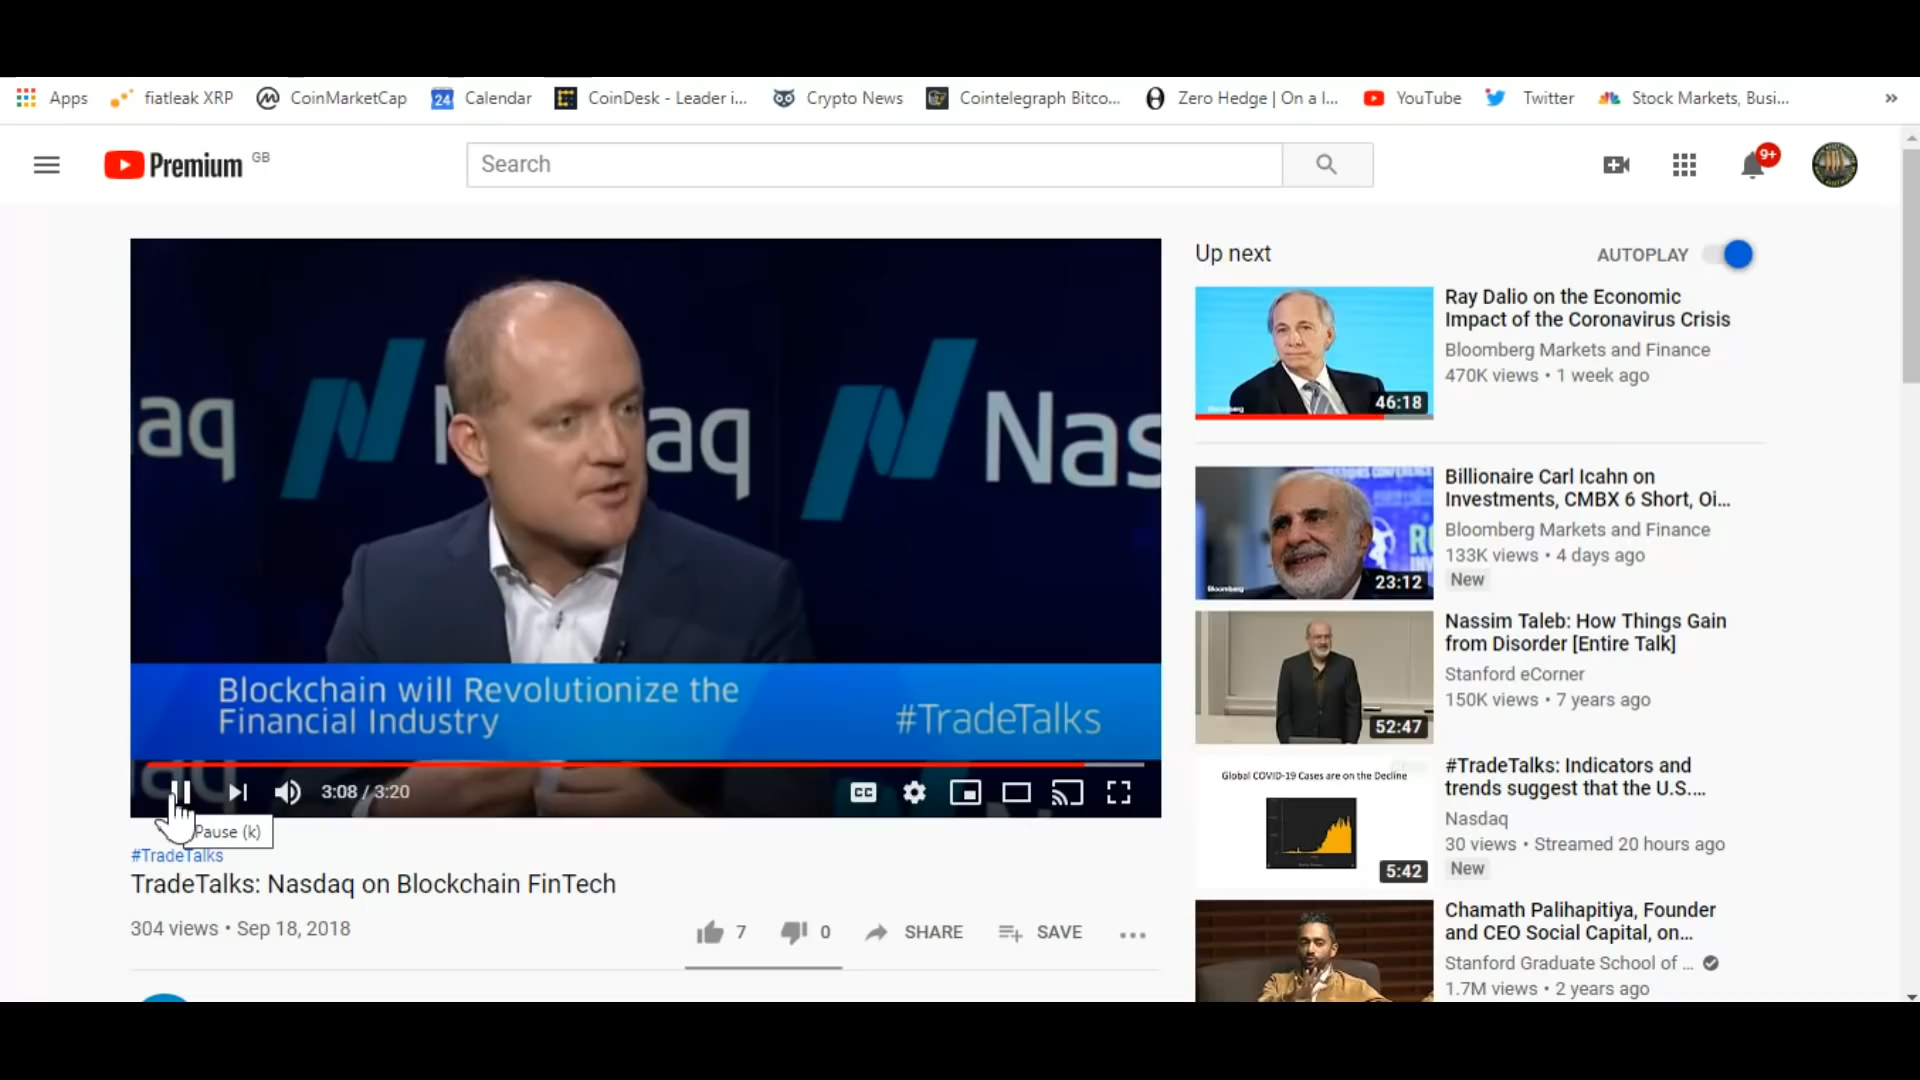 Apps
fiatleak XRP
CoinMarketCap
24
Calendar
CoinDesk - Leader i...
Crypto News
Cointelegraph Bitco...
Zero Hedge | On a l...
YouTube
Twitter
Stock Markets, Busi...
»
Premium GB
Search
9+
aq
N
aq
Nas
Blockchain will Revolutionize the
Financial Industry
#TradeTalks
3:08 / 3:20
CC
Pause (k)
#TradeTalks
TradeTalks: Nasdaq on Blockchain FinTech
304 views • Sep 18, 2018
7
0
SHARE
SAVE
Up next
AUTOPLAY
46:18
Ray Dalio on the Economic
Impact of the Coronavirus Crisis
Bloomberg Markets and Finance
470K views • 1 week ago
Bloomberg
23:12
Billionaire Carl Icahn on
Investments, CMBX 6 Short, Oi...
Bloomberg Markets and Finance
133K views • 4 days ago
New
52:47
Nassim Taleb: How Things Gain
from Disorder [Entire Talk]
Stanford eCorner
150K views • 7 years ago
Global COVID-19 Cases are on the Decline
5:42
#TradeTalks: Indicators and
trends suggest that the U.S....
Nasdaq
30 views • Streamed 20 hours ago
New
Chamath Palihapitiya, Founder
and CEO Social Capital, on...
Stanford Graduate School of ...
1.7M views • 2 years ago